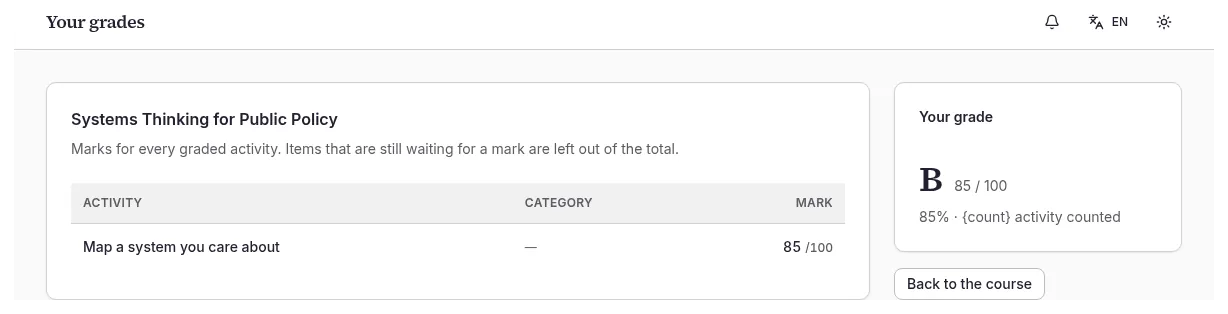 Your grades
EN
Systems Thinking for Public Policy
Marks for every graded activity. Items that are still waiting for a mark are left out of the total.
ACTIVITY CATEGORY MARK
Map a system you care about — 85 /100
Your grade
B 85 / 100
85% · {count} activity counted
Back to the course